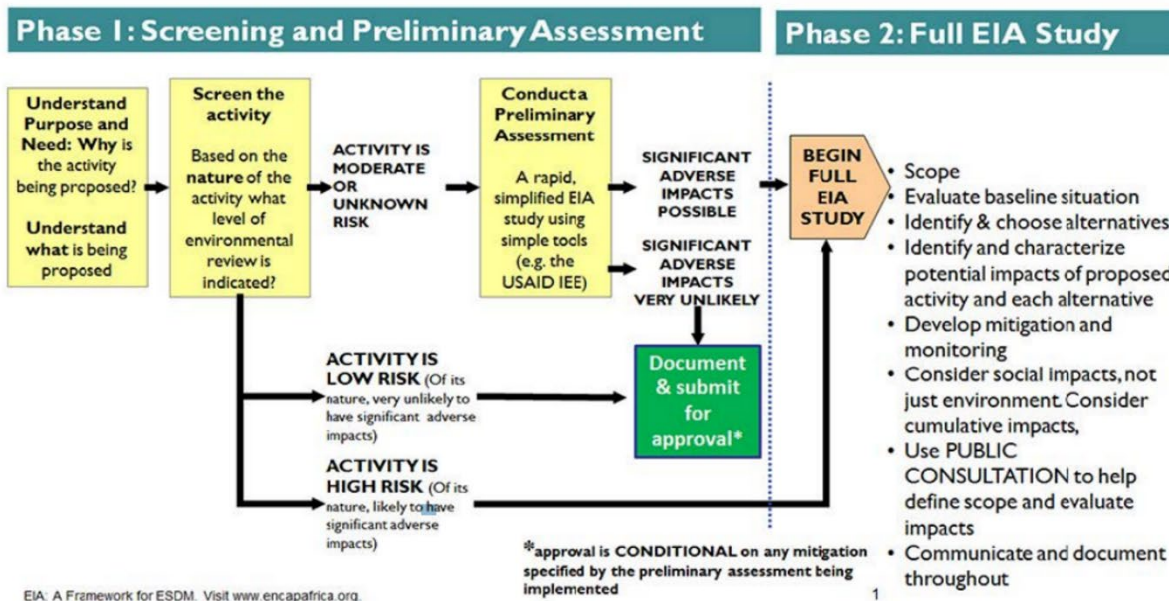 Phase 1: Screening and Preliminary Assessment
Phase 2: Full EIA Study
Understand
Purpose and
Need: Why is
the activity
being proposed?
Understand
what is being
proposed
Screen the
activity
Based on the
nature of the
activity what
level of
environmental
review is
indicated?
ACTIVITY IS
MODERATE
OR
UNKNOWN
RISK
Conduct a
Preliminary
Assessment
A rapid,
simplified EIA
study using
simple tools
(e.g. the
USAID IEE)
SIGNIFICANT
ADVERSE
IMPACTS
POSSIBLE
SIGNIFICANT
ADVERSE
IMPACTS
VERY UNLIKELY
ACTIVITY IS
LOW RISK (Of its
nature, very unlikely to
have significant adverse
impacts)
Document
& submit
for
approval*
ACTIVITY IS
HIGH RISK (Of its
nature, likely to have
significant adverse
impacts)
BEGIN
FULL
EIA
STUDY
• Scope
• Evaluate baseline situation
• Identify & choose alternatives
• Identify and characterize
potential impacts of proposed
activity and each alternative
• Develop mitigation and
monitoring
• Consider social impacts, not
just environment. Consider
cumulative impacts,
• Use PUBLIC
CONSULTATION to help
define scope and evaluate
impacts
• Communicate and document
throughout
*approval is CONDITIONAL on any mitigation
specified by the preliminary assessment being
implemented
EIA: A Framework for ESDM. Visit www.encapafrica.org.
1